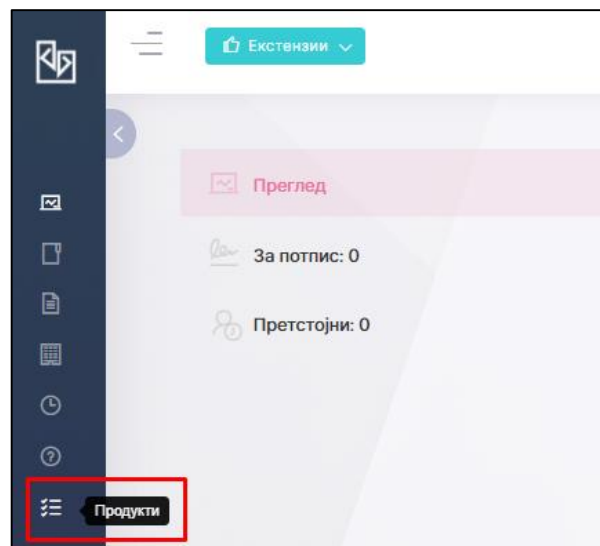 Екстензии
Преглед
За потпис: 0
Претстојни: 0
Продукти